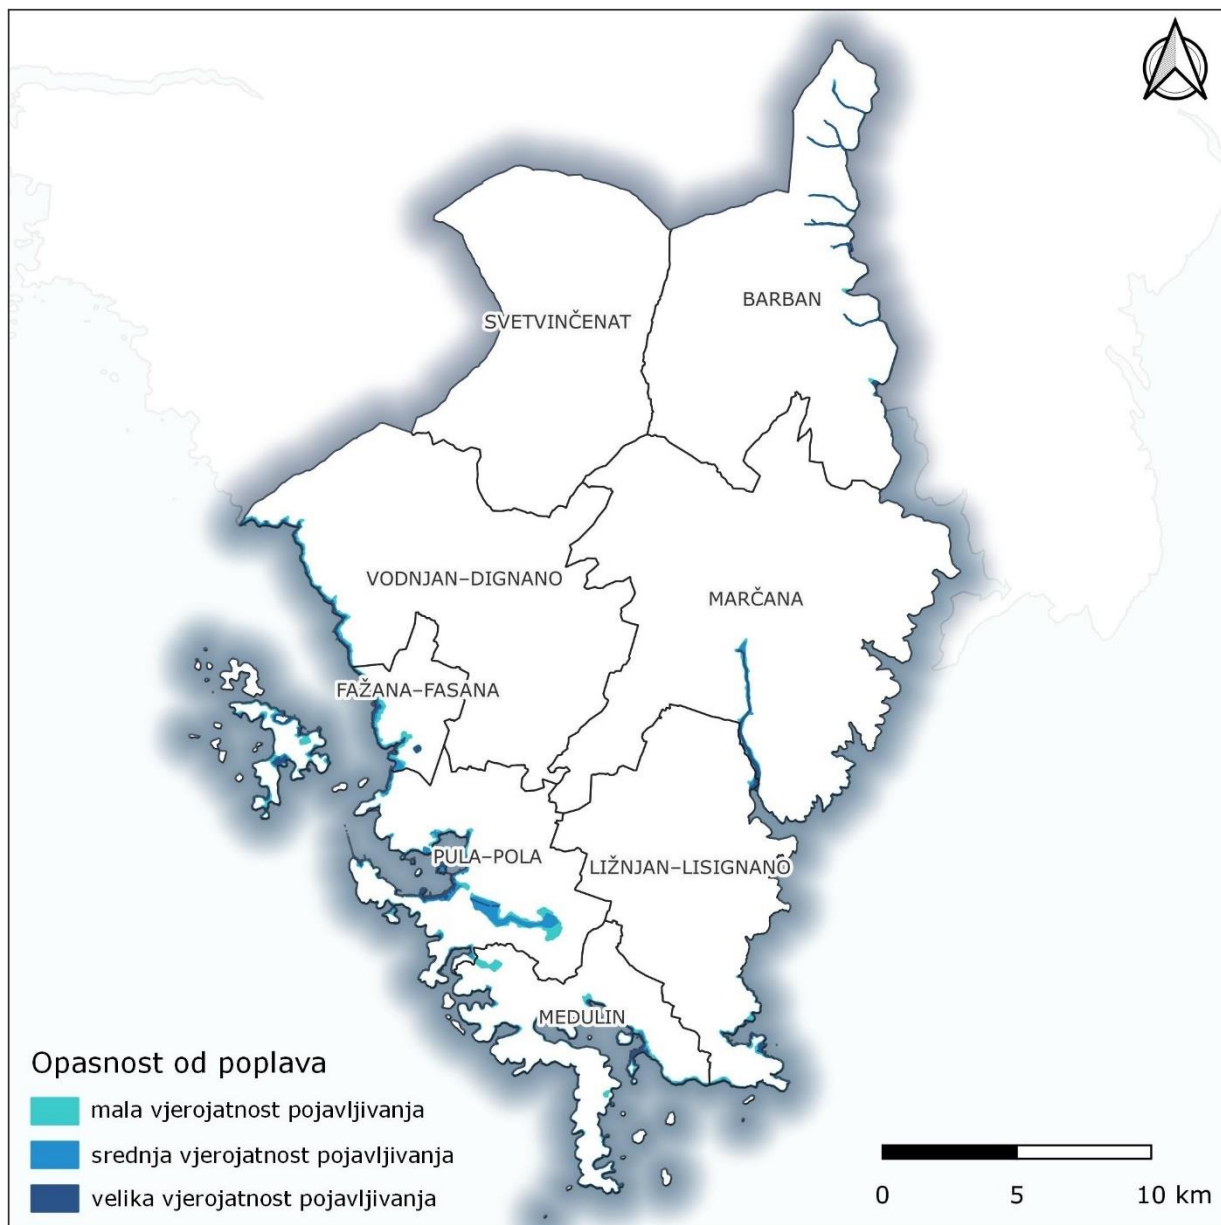 BARBAN
SVETVINČENAT
VODNJAN–DIGNANO
MARČANA
FAŽANA–FASANA
PULA–POLA
LIŽNJAN–LISIGNANO
MEDULIN
Opasnost od poplava
mala vjerojatnost pojavljivanja
srednja vjerojatnost pojavljivanja
velika vjerojatnost pojavljivanja
0 5 10 km